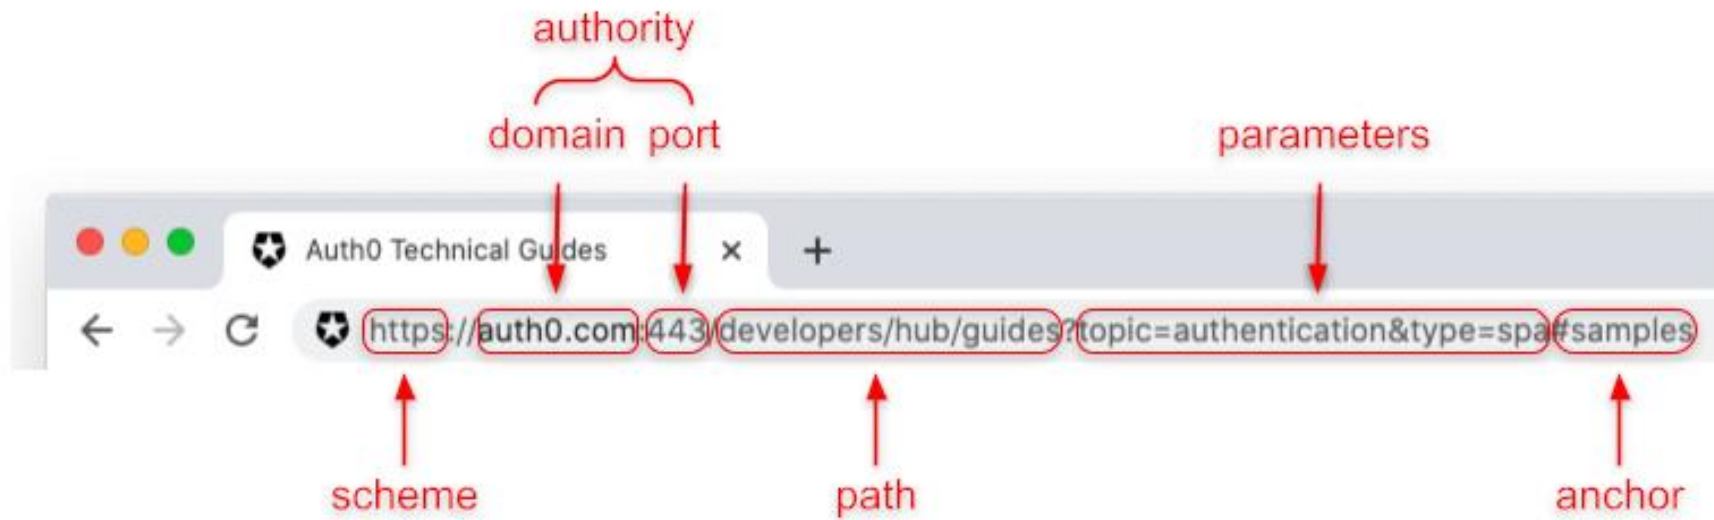 authority
domain port parameters
Auth0 Technical Guides
https://auth0.com:443/developers/hub/guides?topic=authentication&type=spa#samples
scheme path anchor